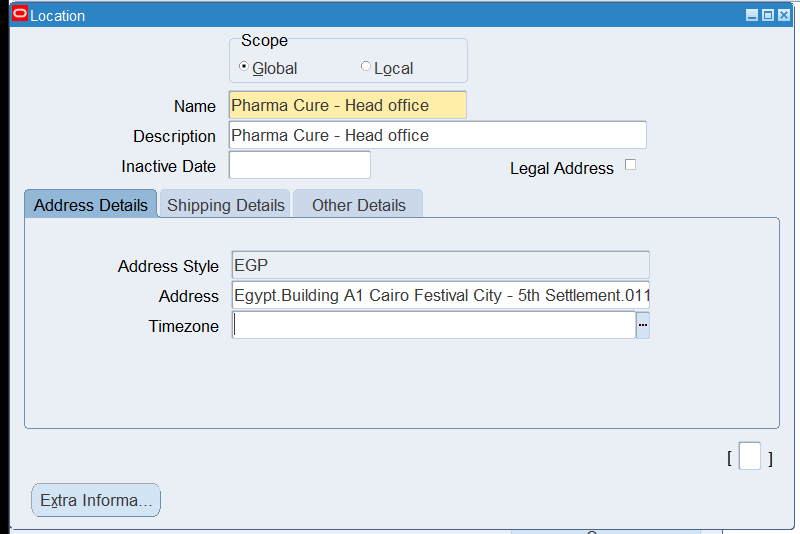 Location
Scope
Global Local
Name Pharma Cure - Head office
Description Pharma Cure - Head office
Inactive Date
Legal Address
Address Details Shipping Details Other Details
Address Style EGP
Address Egypt.Building A1 Cairo Festival City - 5th Settlement.011
Timezone ...
[ ]
Extra Informa...